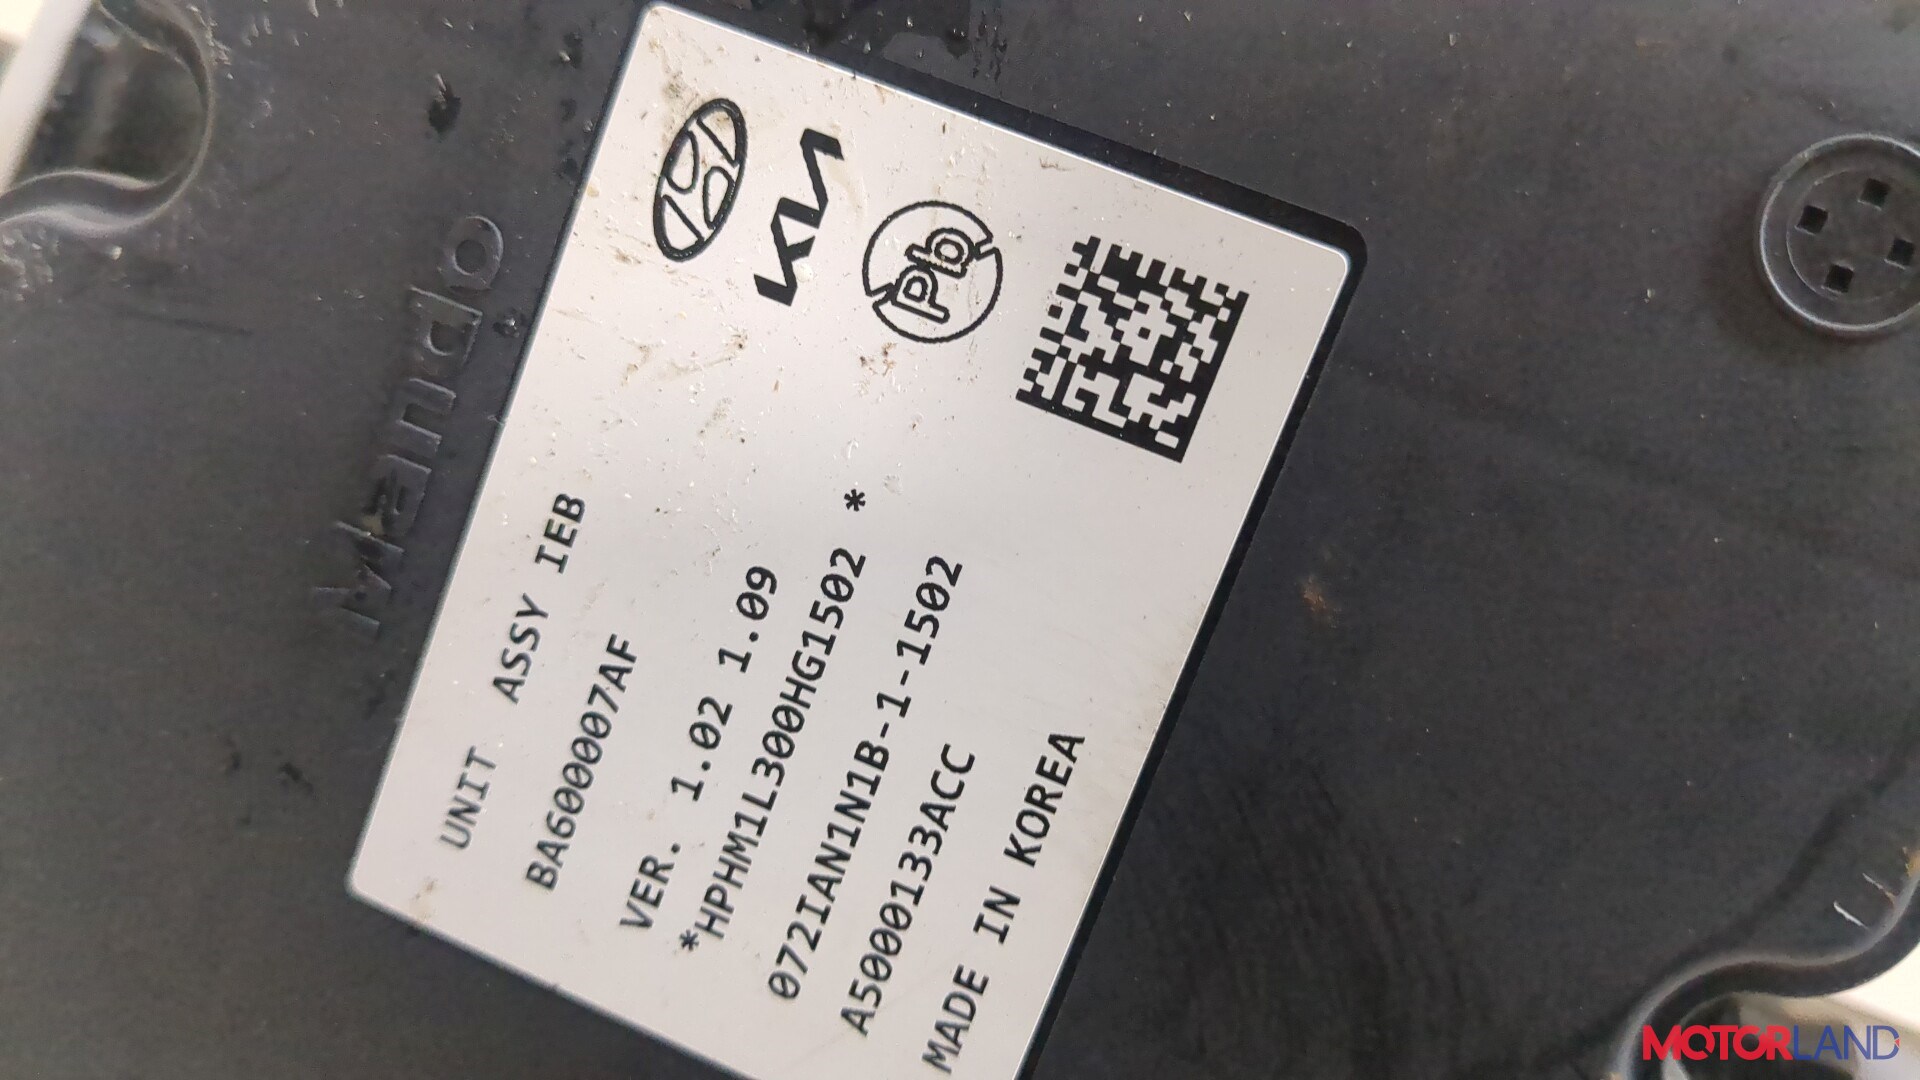 Mando
KIA
Pb
UNIT ASSY IEB
BA600007AF
VER. 1.02 1.09
*HPHM1L300HG1502 *
072IAN1N1B-1-1502
A5000133ACC
MADE IN KOREA
MOTORLAND